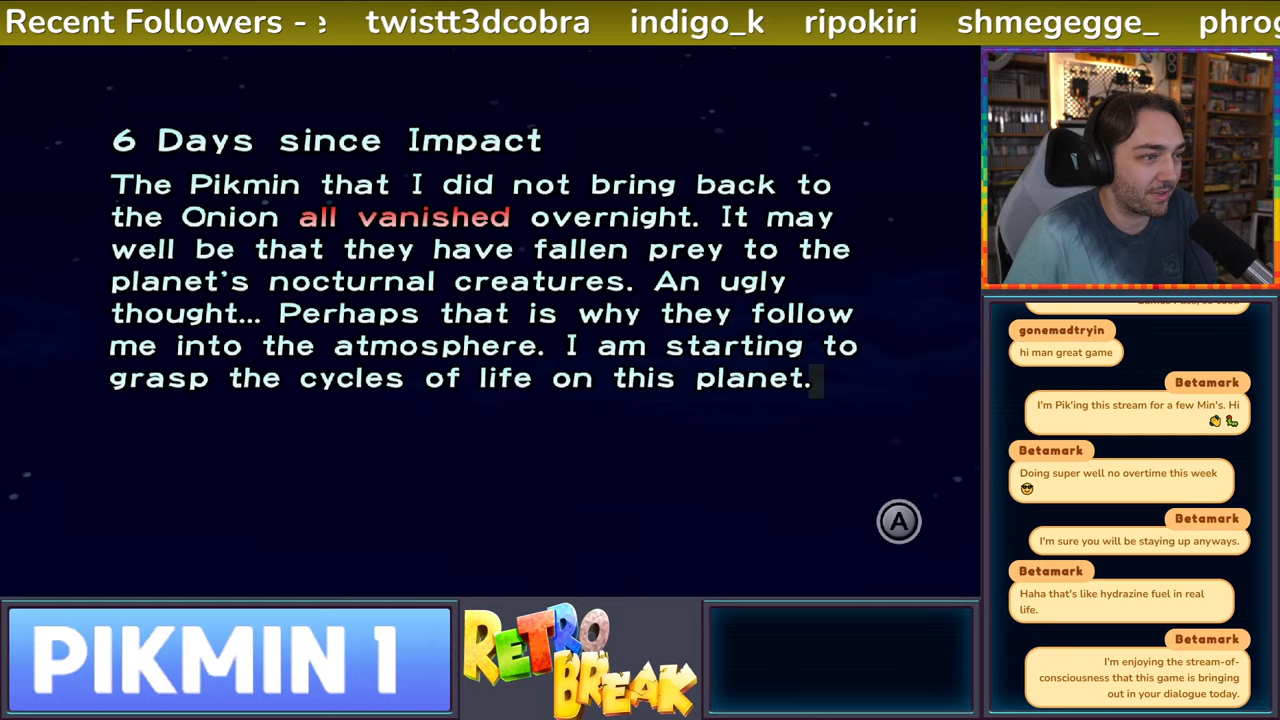 Recent Followers - e twistt3dcobra indigo_k ripokiri shmegegge_ phrog
6 Days since Impact
The Pikmin that I did not bring back to
the Onion all vanished overnight. It may
well be that they have fallen prey to the
planet's nocturnal creatures. An ugly
thought... Perhaps that is why they follow
me into the atmosphere. I am starting to
grasp the cycles of life on this planet.
A
gonemadtryin
hi man great game
Betamark
I'm Pik'ing this stream for a few Min's. Hi
Betamark
Doing super well no overtime this week
Betamark
I'm sure you will be staying up anyways.
Betamark
Haha that's like hydrazine fuel in real
life.
Betamark
I'm enjoying the stream-of-
consciousness that this game is bringing
out in your dialogue today.
PIKMIN 1
RETRO
BREAK